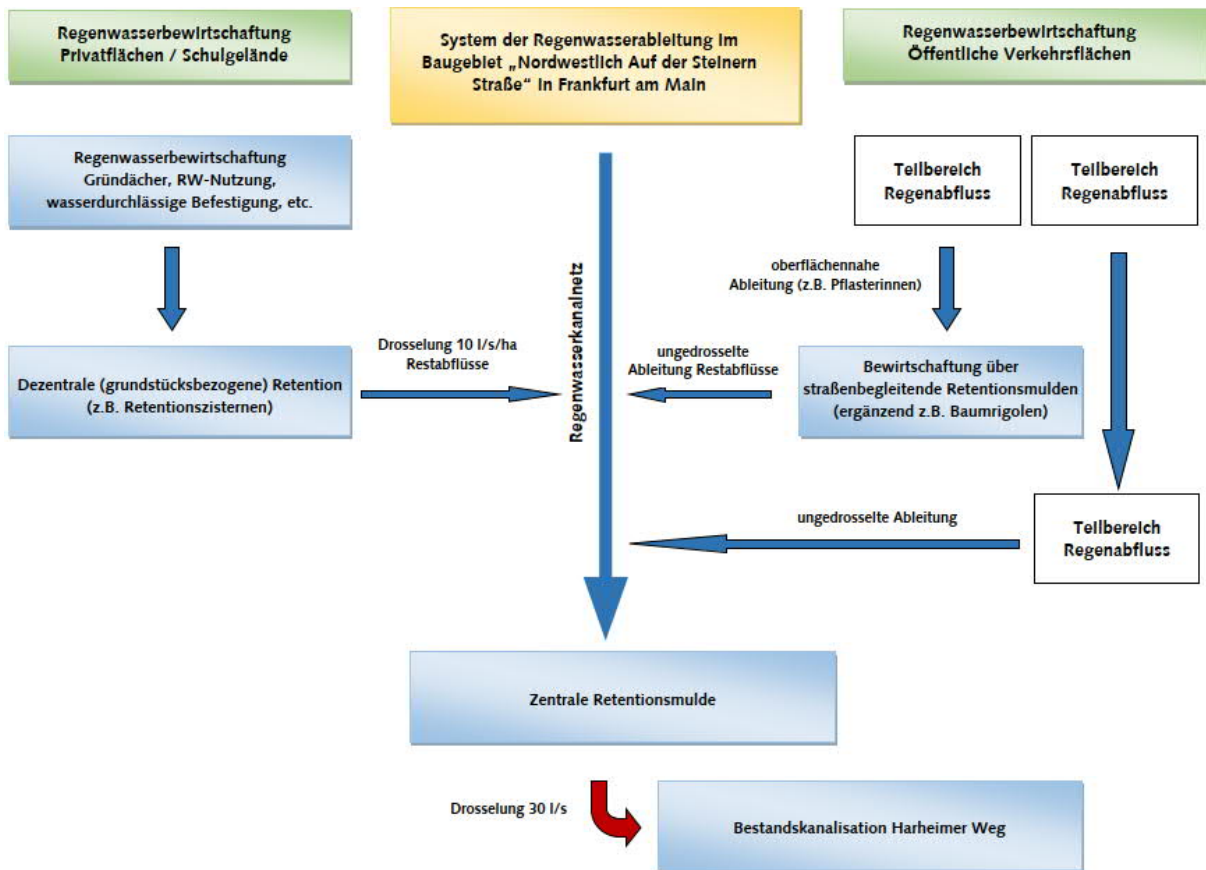 Regenwasserbewirtschaftung
Privatflächen / Schulgelände
System der Regenwasserableitung im
Baugebiet „Nordwestlich Auf der Steinern
Straße“ in Frankfurt am Main
Regenwasserbewirtschaftung
Öffentliche Verkehrsflächen
Regenwasserbewirtschaftung
Gründächer, RW-Nutzung,
wasserdurchlässige Befestigung, etc.
Teilbereich
Regenabfluss
Teilbereich
Regenabfluss
oberflächennahe
Ableitung (z.B. Pflasterinnen)
Regenwasserkanalnetz
Dezentrale (grundstücksbezogene) Retention
(z.B. Retentionszisternen)
Drosselung 10 l/s/ha
Restabflüsse
ungedrosselte
Ableitung Restabflüsse
Bewirtschaftung über
straßenbegleitende Retentionsmulden
(ergänzend z.B. Baumrigolen)
ungedrosselte Ableitung
Teilbereich
Regenabfluss
Zentrale Retentionsmulde
Drosselung 30 l/s
Bestandskanalisation Harheimer Weg